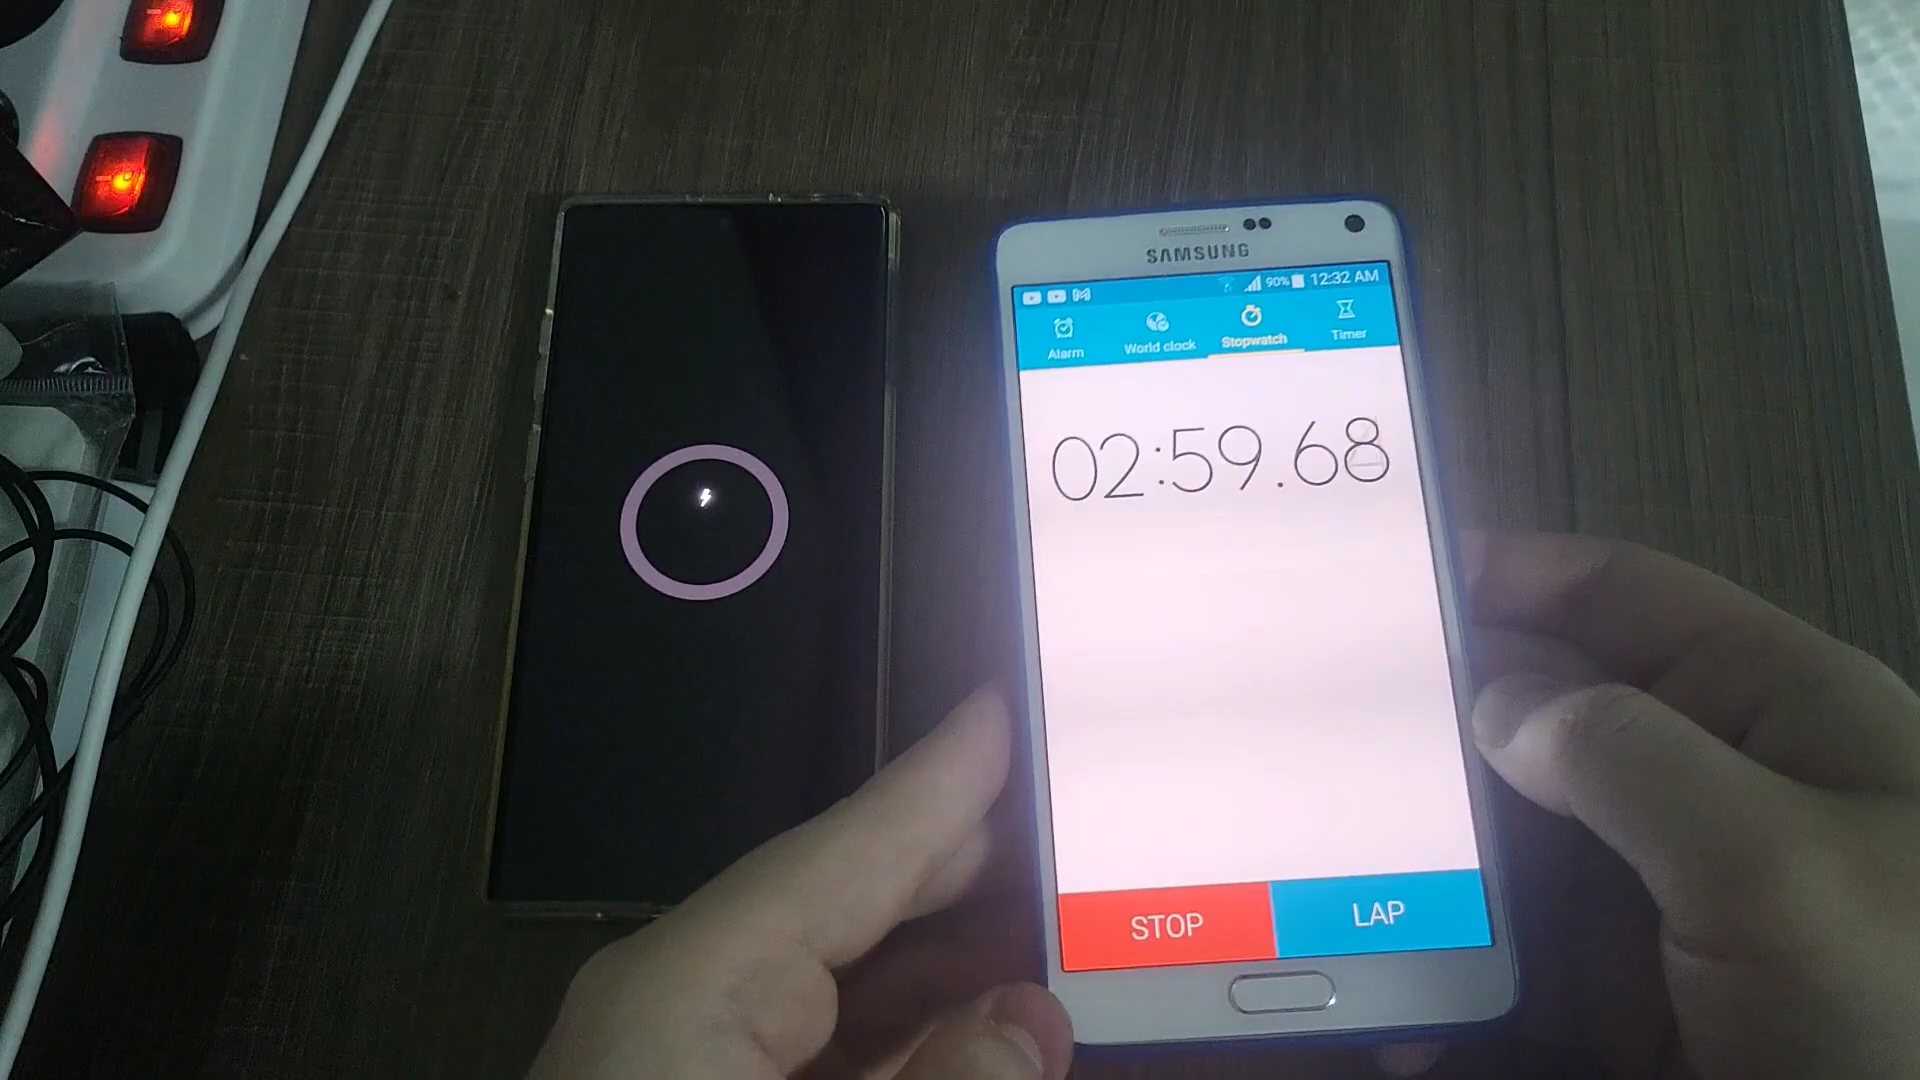 SAMSUNG
90% 12:32 AM
Alarm World clock Stopwatch Timer
02:59.68
STOP LAP